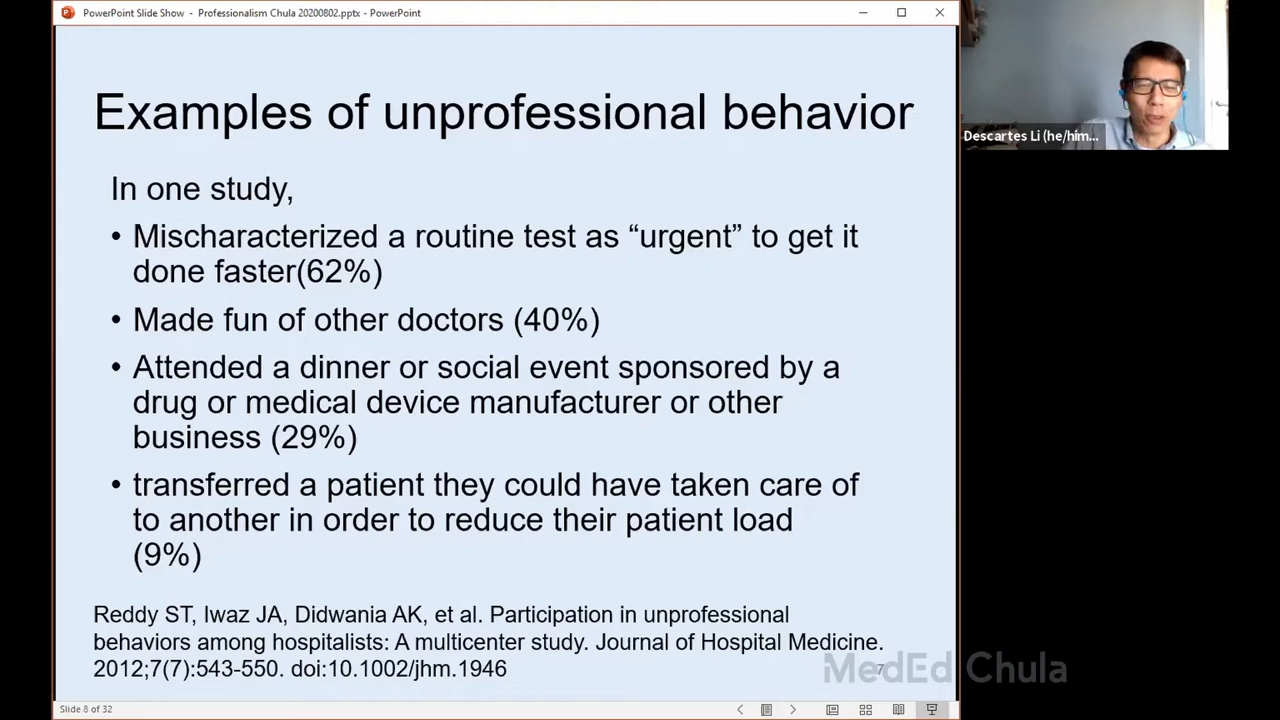 PowerPoint Slide Show - Professionalism Chula 20200802.pptx - PowerPoint
Examples of unprofessional behavior
In one study,
• Mischaracterized a routine test as “urgent” to get it
done faster(62%)
• Made fun of other doctors (40%)
• Attended a dinner or social event sponsored by a
drug or medical device manufacturer or other
business (29%)
• transferred a patient they could have taken care of
to another in order to reduce their patient load
(9%)
Reddy ST, Iwaz JA, Didwania AK, et al. Participation in unprofessional
behaviors among hospitalists: A multicenter study. Journal of Hospital Medicine.
2012;7(7):543-550. doi:10.1002/jhm.1946
7
MedEd Chula
Slide 8 of 32
Descartes Li (he/him...